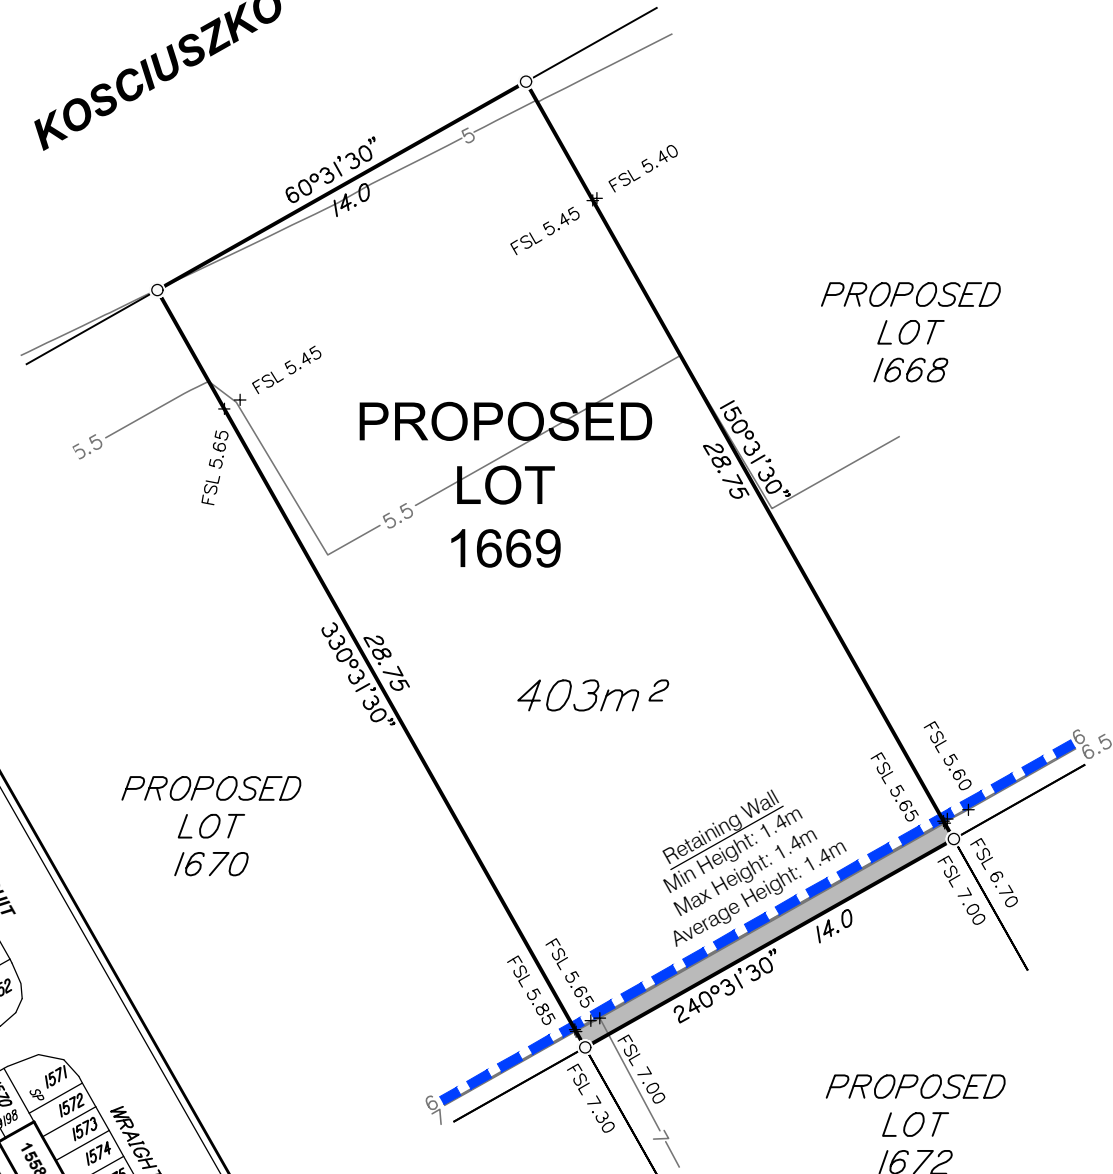 KOSCIUSZKO
5
60°31'30"
14.0
FSL 5.40
FSL 5.45
PROPOSED
LOT
1668
FSL 5.45
5.5
FSL 5.65
PROPOSED
LOT
1669
5.5
150°31'30"
28.75
28.75
330°31'30"
403m²
PROPOSED
LOT
1670
FSL 5.60
FSL 5.65
6
6.5
Retaining Wall
Min Height: 1.4m
Max Height: 1.4m
Average Height: 1.4m
FSL 6.70
FSL 7.00
14.0
240°31'30"
FSL 5.65
FSL 5.85
6
7
FSL 7.00
FSL 7.30
7
PROPOSED
LOT
1672
1571
SP
1572
1573
1574
1558
WRAIGHT